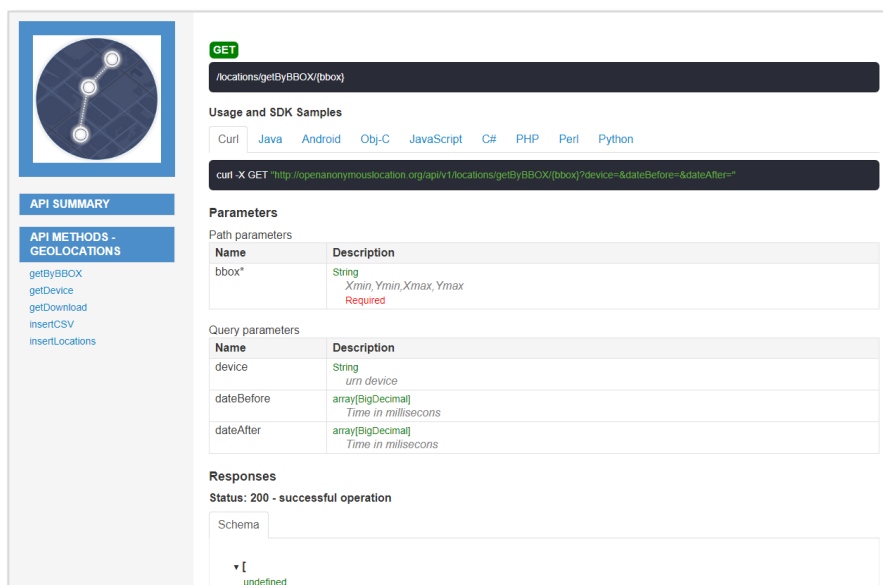 API SUMMARY
API METHODS -
GEOLOCATIONS
getByBBOX
getDevice
getDownload
insertCSV
insertLocations
GET
/locations/getByBBOX/{bbox}
Usage and SDK Samples
Curl Java Android Obj-C JavaScript C# PHP Perl Python
curl -X GET "http://openanonymouslocation.org/api/v1/locations/getByBBOX/{bbox}?device=&dateBefore=&dateAfter="
Parameters
Path parameters
Name Description
bbox* String
Xmin,Ymin,Xmax,Ymax
Required
Query parameters
Name Description
device String
urn device
dateBefore array[BigDecimal]
Time in millisecons
dateAfter array[BigDecimal]
Time in milisecons
Responses
Status: 200 - successful operation
Schema
▼[
undefined